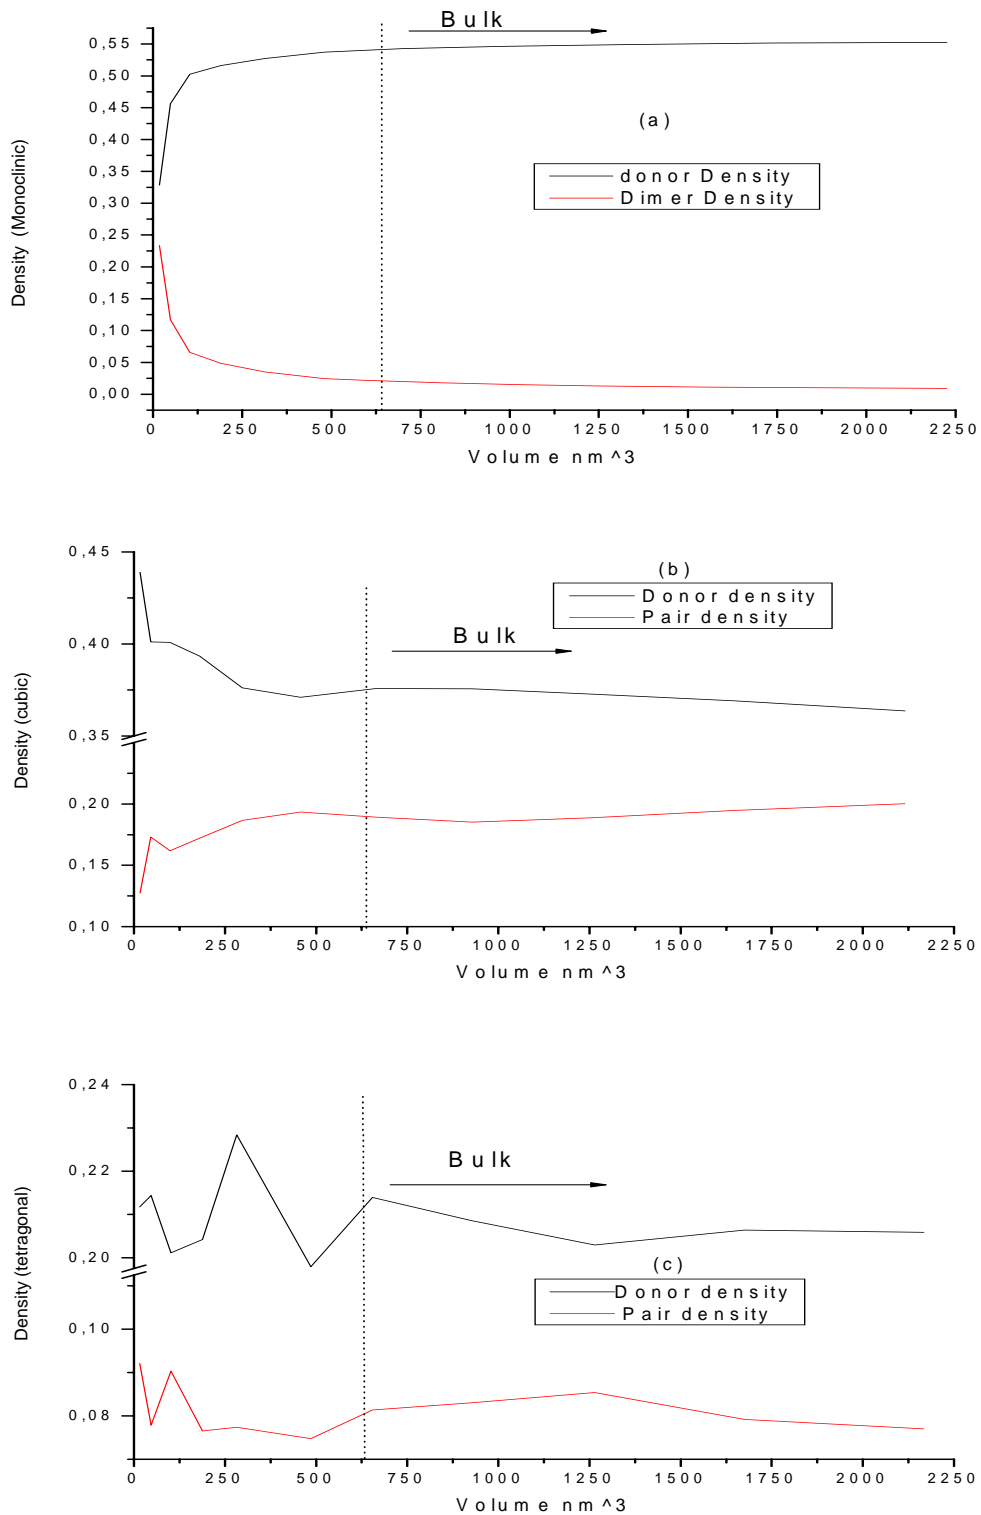 Bulk
0,55
0,50
0,45
0,40
0,35
0,30
0,25
0,20
0,15
0,10
0,05
0,00
Density (Monoclinic)
(a)
donor Density
Dimer Density
0 250 500 750 1000 1250 1500 1750 2000 2250
Volume nm^3
0,45
0,40
0,35
0,20
0,15
0,10
Density (cubic)
(b)
Donor density
Pair density
Bulk
0 250 500 750 1000 1250 1500 1750 2000 2250
Volume nm^3
0,24
0,22
0,20
0,10
0,08
Density (tetragonal)
Bulk
(c)
Donor density
Pair density
0 250 500 750 1000 1250 1500 1750 2000 2250
Volume nm^3